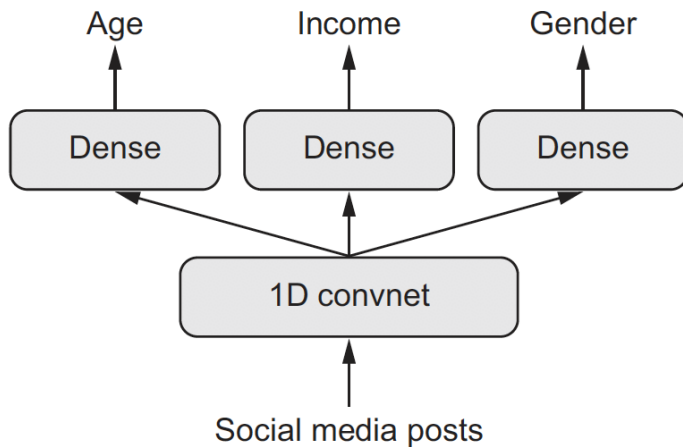 Age Income Gender
Dense Dense Dense
1D convnet
Social media posts